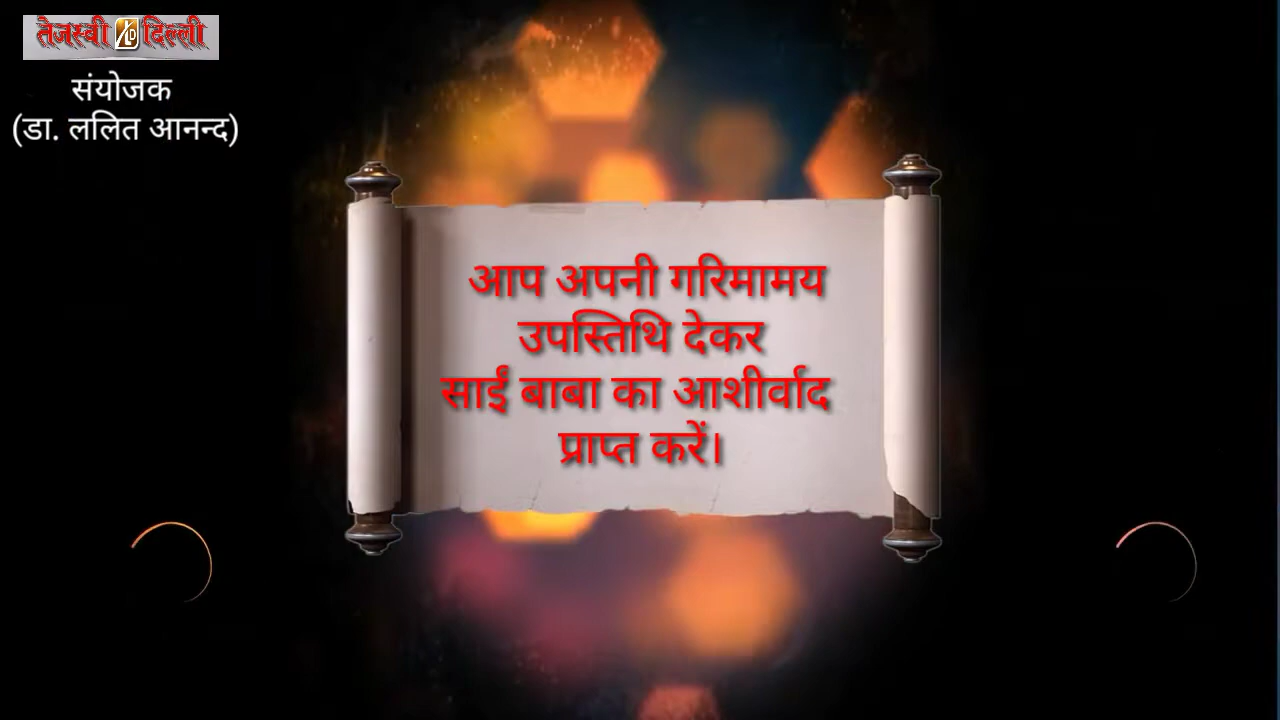 तेजस्वी दिल्ली
संयोजक
(डा. ललित आनन्द)
आप अपनी गरिमामय
उपस्तिथि देकर
साईं बाबा का आशीर्वाद
प्राप्त करें।